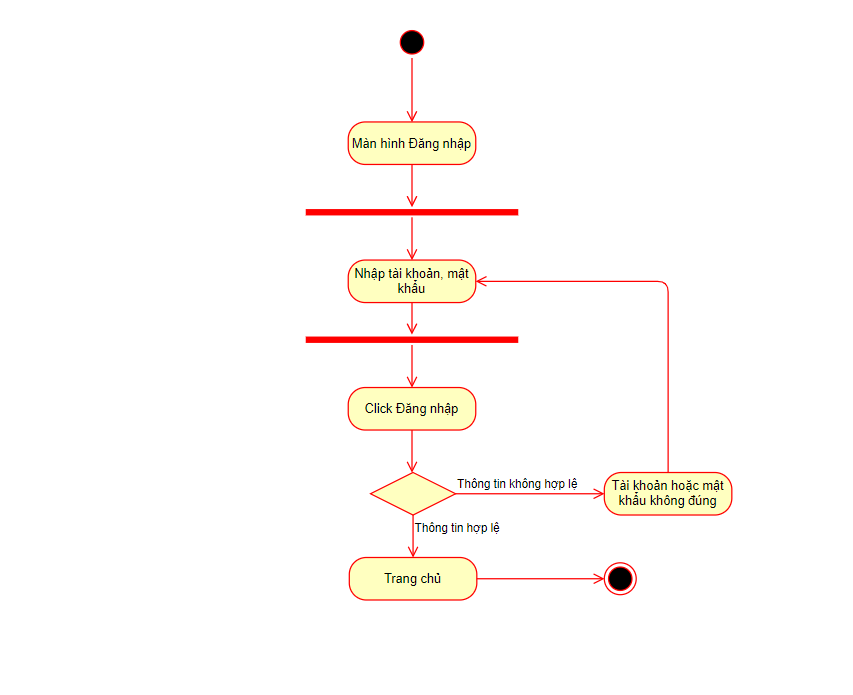 Màn hình Đăng nhập
Nhập tài khoản, mật
khẩu
Click Đăng nhập
Thông tin không hợp lệ
Tài khoản hoặc mật
khẩu không đúng
Thông tin hợp lệ
Trang chủ